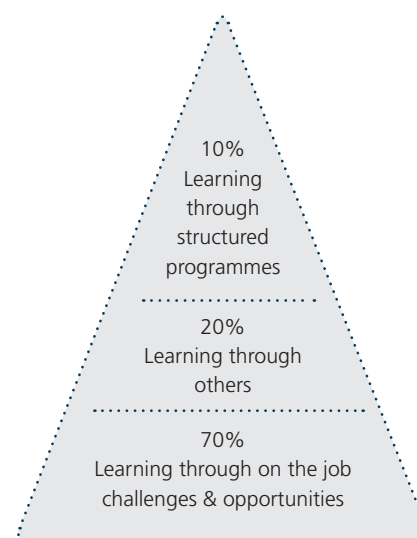 10%
Learning
through
structured
programmes
20%
Learning through
others
70%
Learning through on the job
challenges & opportunities